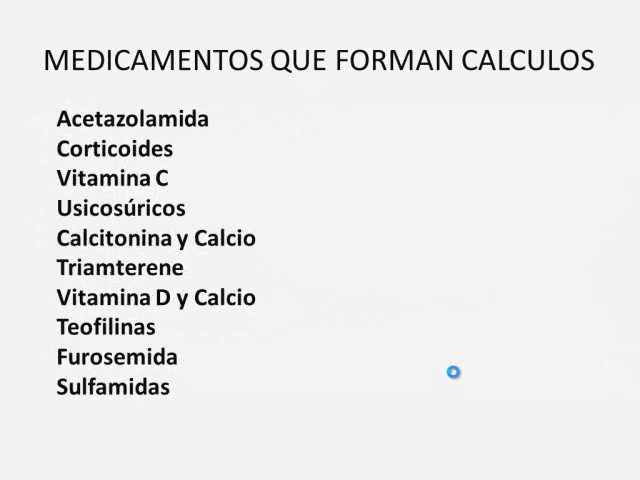 MEDICAMENTOS QUE FORMAN CALCULOS
Acetazolamida
Corticoides
Vitamina C
Usicosúricos
Calcitonina y Calcio
Triamterene
Vitamina D y Calcio
Teofilinas
Furosemida
Sulfamidas